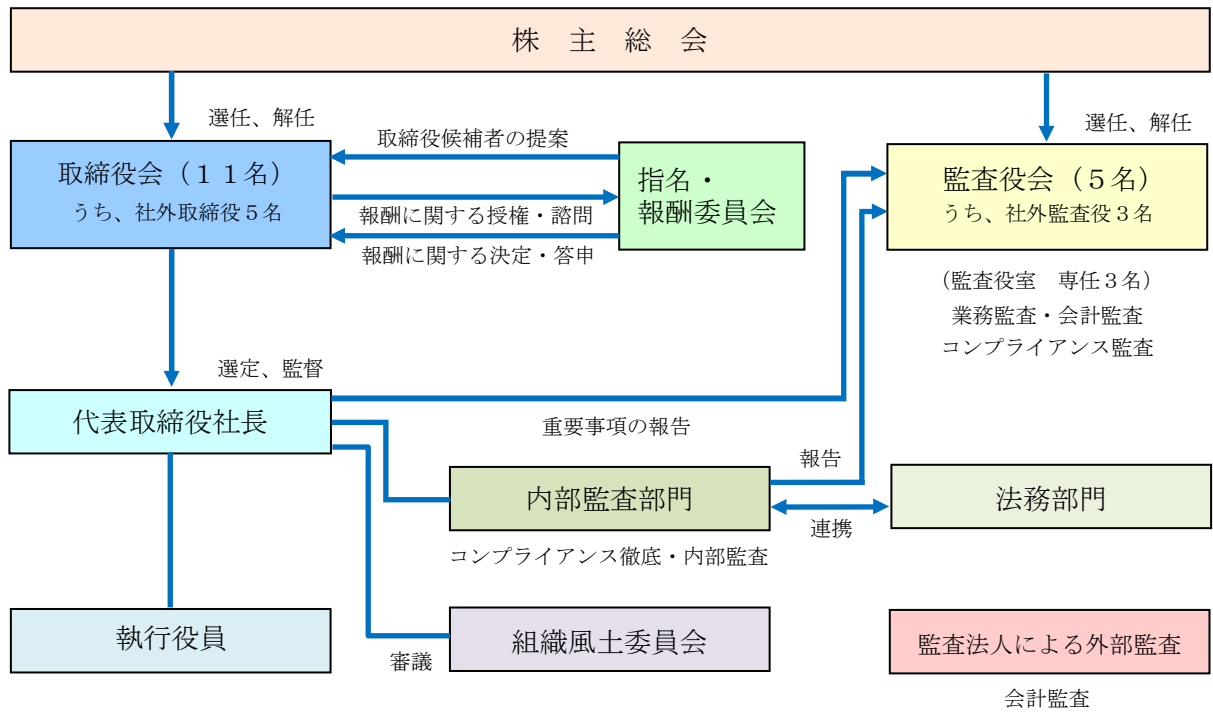 株　主　総　会
選任、解任
選任、解任
取締役候補者の提案
取締役会（１１名）
うち、社外取締役５名
指名・
報酬委員会
監査役会（５名）
うち、社外監査役３名
報酬に関する授権・諮問
報酬に関する決定・答申
（監査役室　専任３名）
業務監査・会計監査
コンプライアンス監査
選定、監督
代表取締役社長
重要事項の報告
報告
内部監査部門
法務部門
連携
コンプライアンス徹底・内部監査
執行役員
組織風土委員会
監査法人による外部監査
審議
会計監査